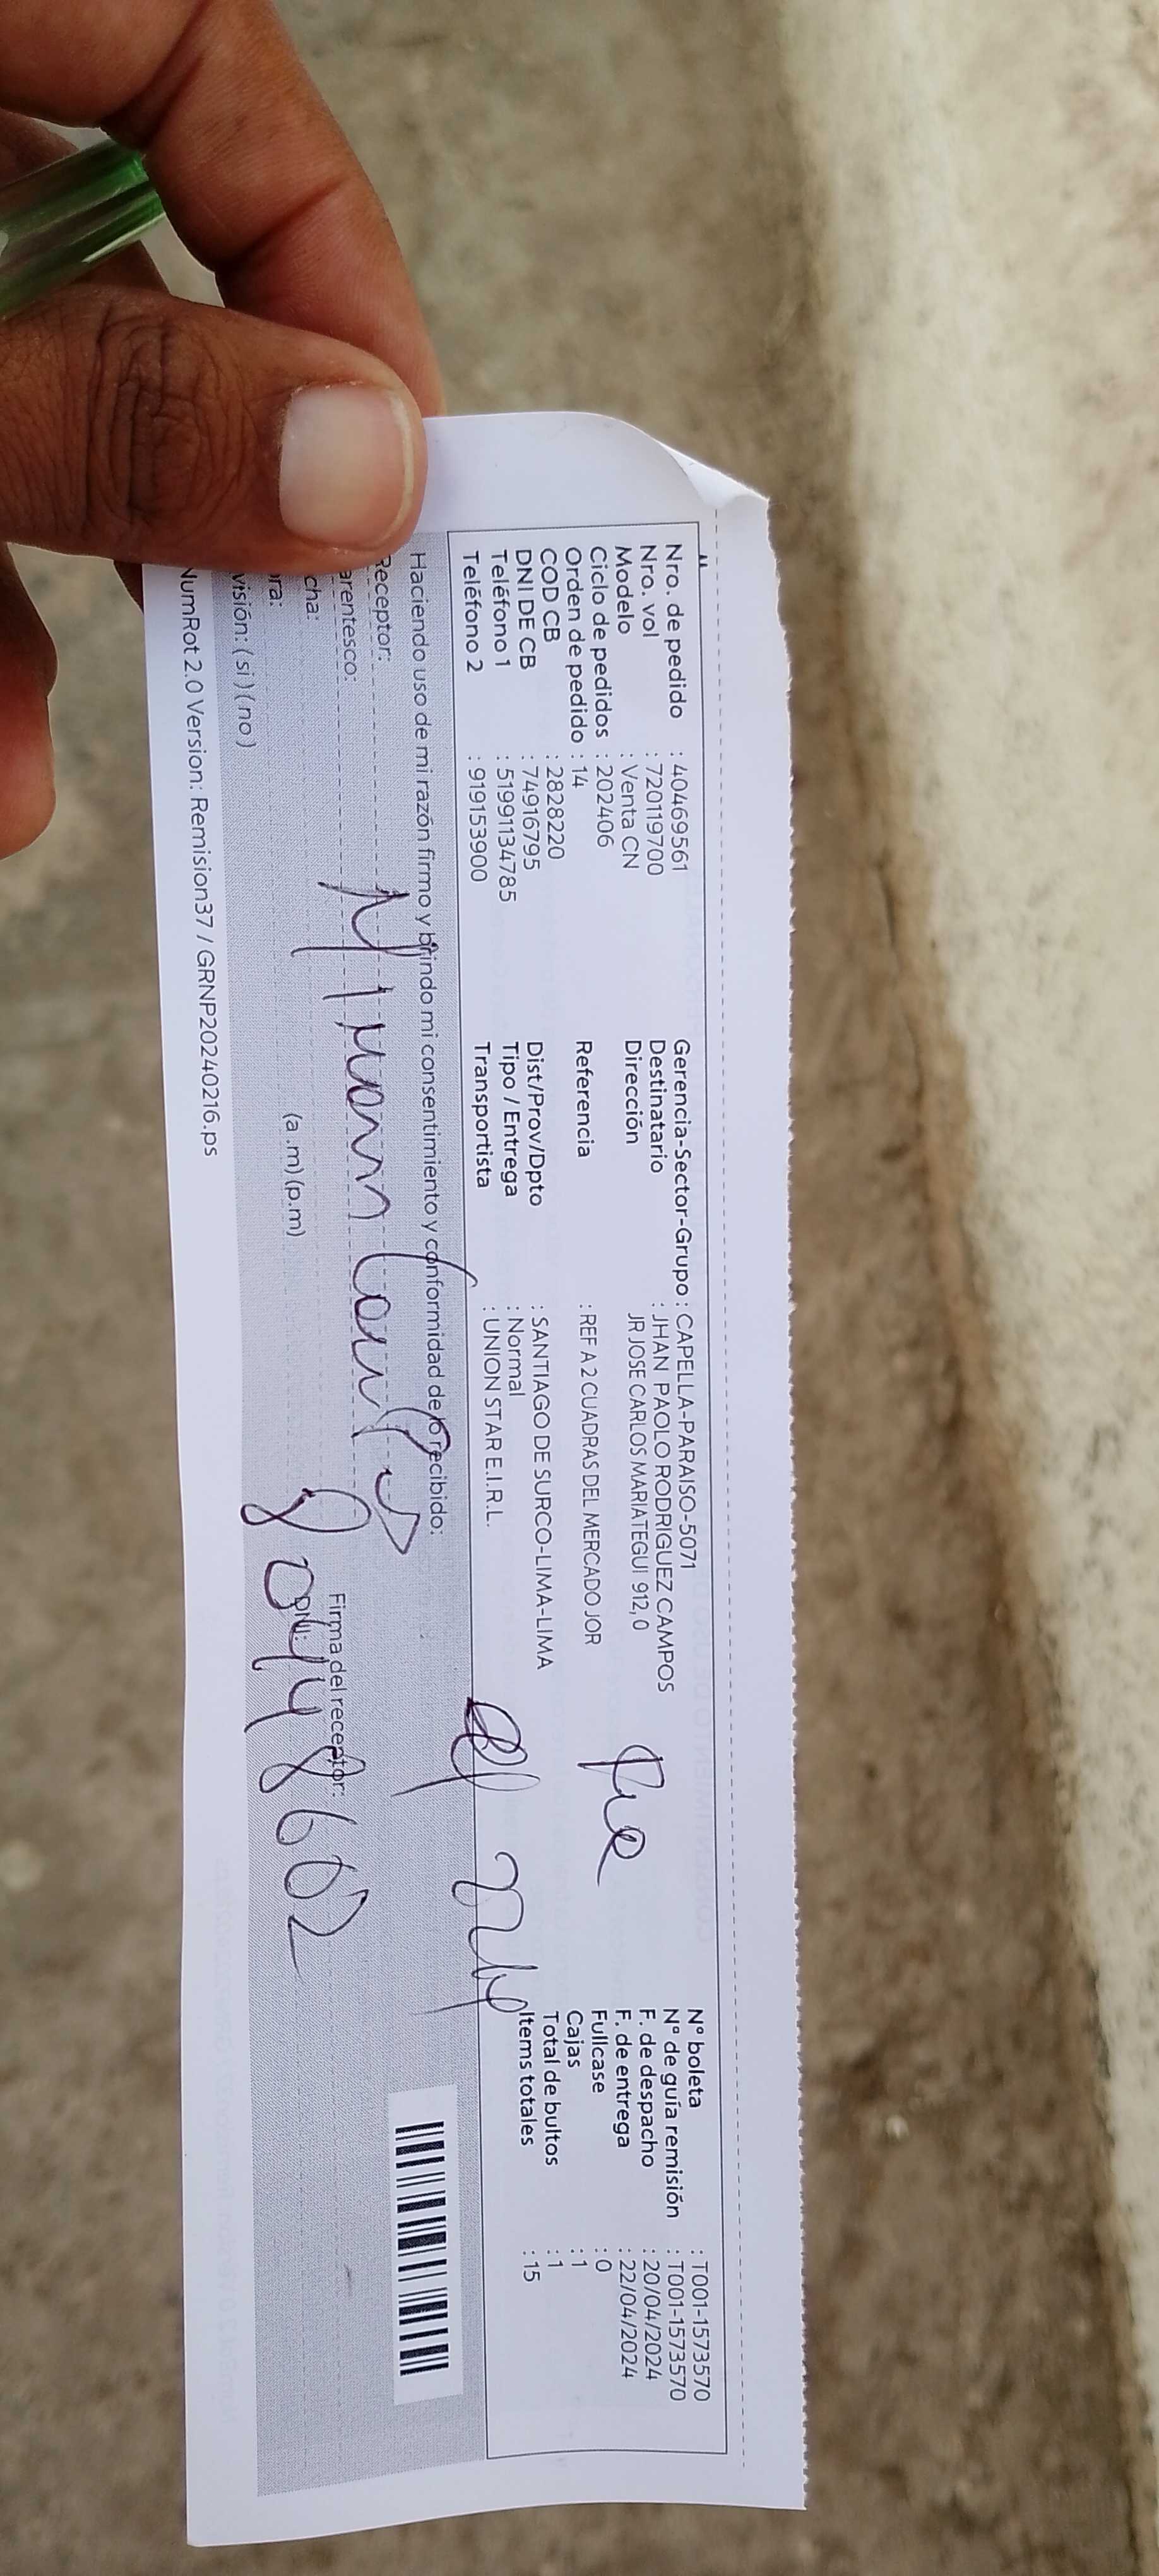 Nro. de pedido : 40469561
Nro. vol : 720119700
Modelo : Venta CN
Ciclo de pedidos : 202406
Orden de pedido : 14
COD CB : 2828220
DNI DE CB : 74916795
Teléfono 1 : 51991134785
Teléfono 2 : 919153900
Gerencia-Sector-Grupo : CAPELLA-PARAISO-5071
Destinatario : JHAN PAOLO RODRIGUEZ CAMPOS
Dirección JR JOSE CARLOS MARIATEGUI 912,0
Referencia : REF A 2 CUADRAS DEL MERCADO JOR
Dist/Prov/Dpto : SANTIAGO DE SURCO-LIMA-LIMA
Tipo / Entrega : Normal
Transportista : UNION STAR E.I.R.L.
N° boleta : T001-1573570
N° de guía remisión : T001-1573570
F. de despacho : 20/04/2024
F. de entrega : 22/04/2024
Fullcase : 0
Cajas : 1
Total de bultos : 1
Items totales : 15
Haciendo uso de mi razón firmo y brindo mi consentimiento y conformidad de lo recibido:
Receptor:
arentesco:
cha:
ra: (a.m) (p.m)
visión: ( si ) ( no )
Firma del receptor:
DNI: 80448602
NumRot 2.0 Version: Remision37 / GRNP20240216.ps